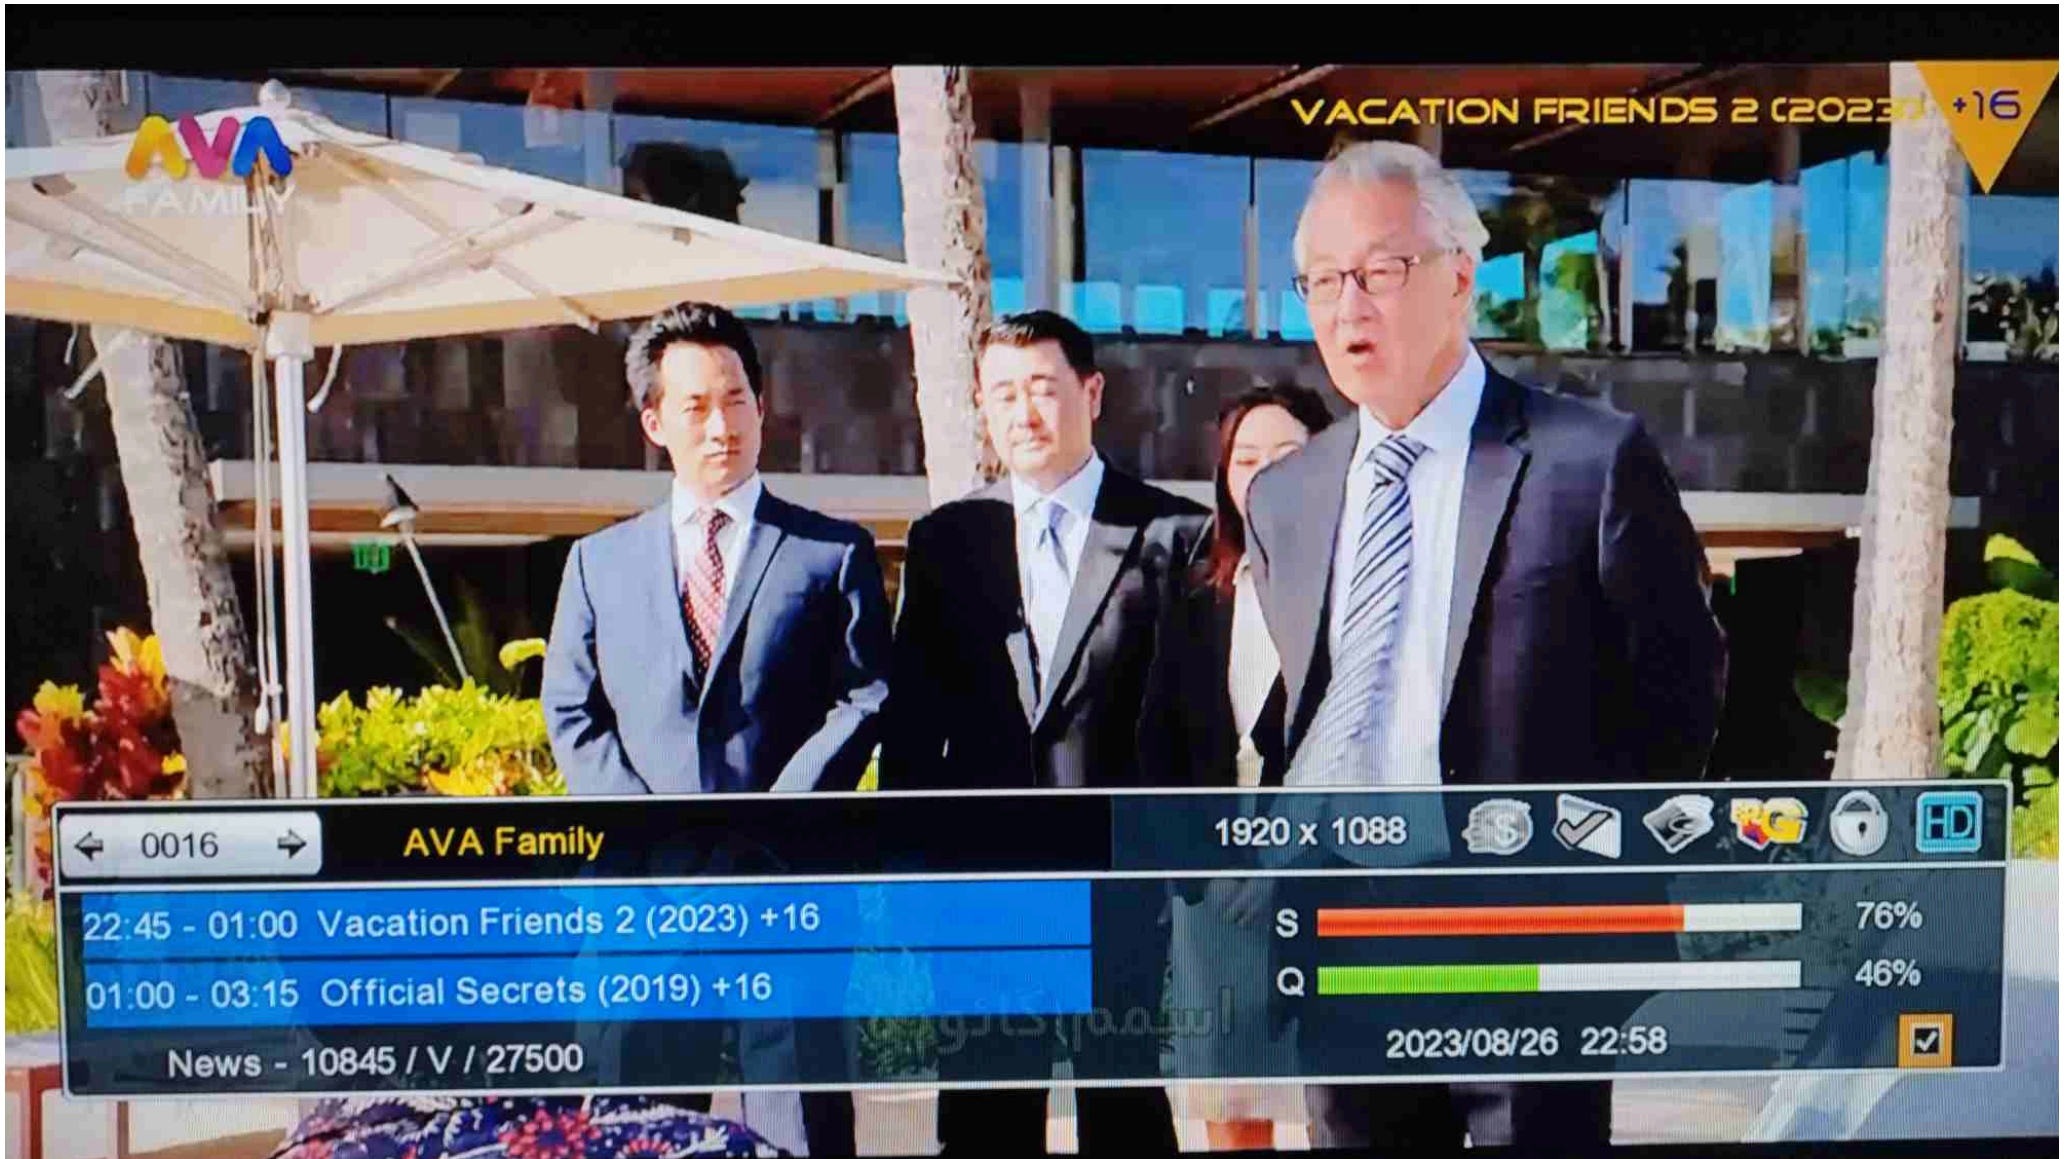 AVA
FAMILY
VACATION FRIENDS 2 (2023)
+16
0016
AVA Family
1920 x 1088
HD
22:45 - 01:00 Vacation Friends 2 (2023) +16
01:00 - 03:15 Official Secrets (2019) +16
News - 10845 / V / 27500
S
76%
Q
46%
2023/08/26 22:58